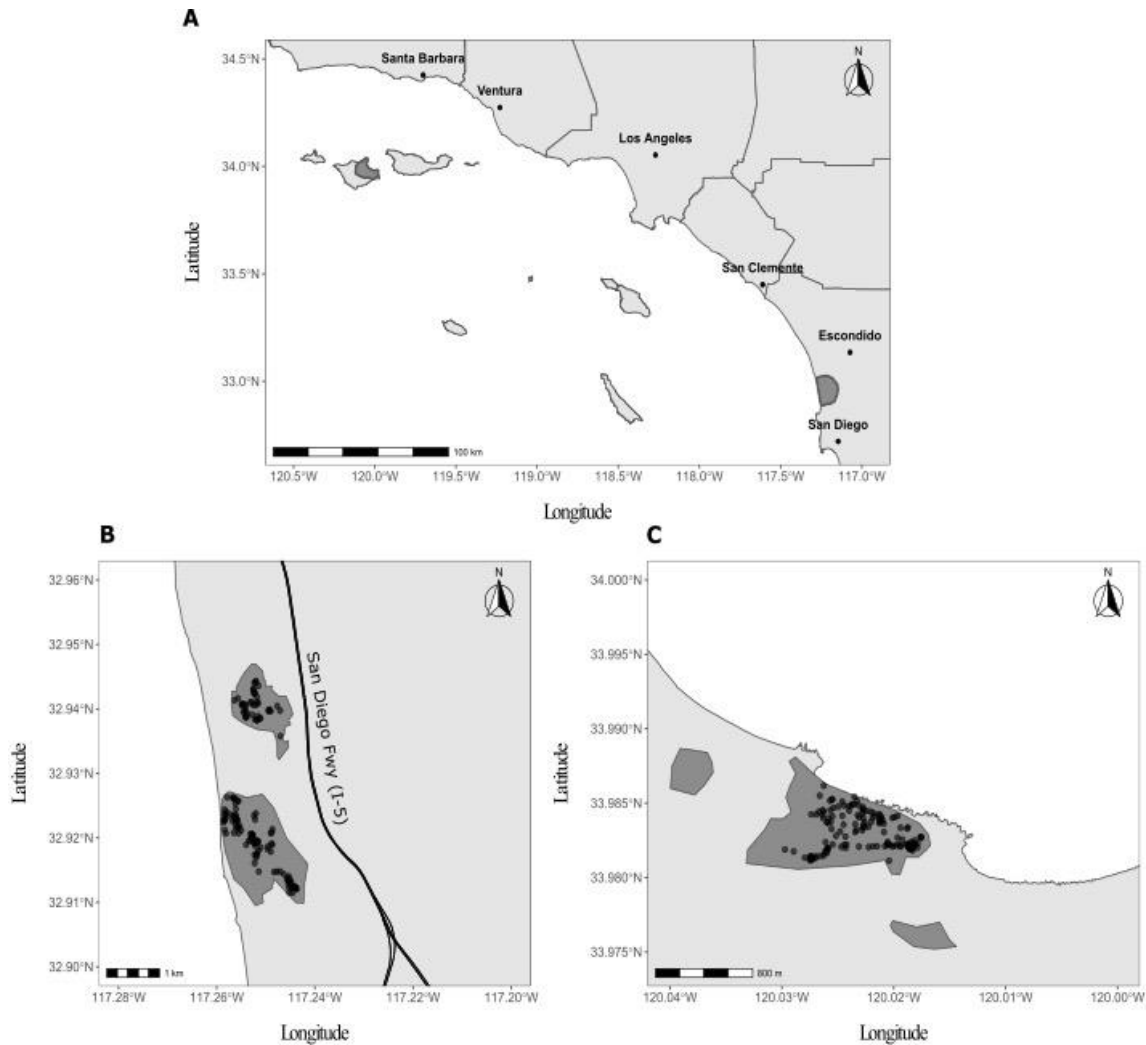 A
N
34.5°N
34.0°N
33.5°N
33.0°N
Latitude
Santa Barbara
Ventura
Los Angeles
San Clemente
Escondido
San Diego
100 km
120.5°W 120.0°W 119.5°W 119.0°W 118.5°W 118.0°W 117.5°W 117.0°W
Longitude
B
N
32.96°N
32.95°N
32.94°N
32.93°N
32.92°N
32.91°N
32.90°N
Latitude
San Diego Fwy (I-5)
1 km
117.28°W 117.26°W 117.24°W 117.22°W 117.20°W
Longitude
C
N
34.000°N
33.995°N
33.990°N
33.985°N
33.980°N
33.975°N
Latitude
800 m
120.04°W 120.03°W 120.02°W 120.01°W 120.00°W
Longitude